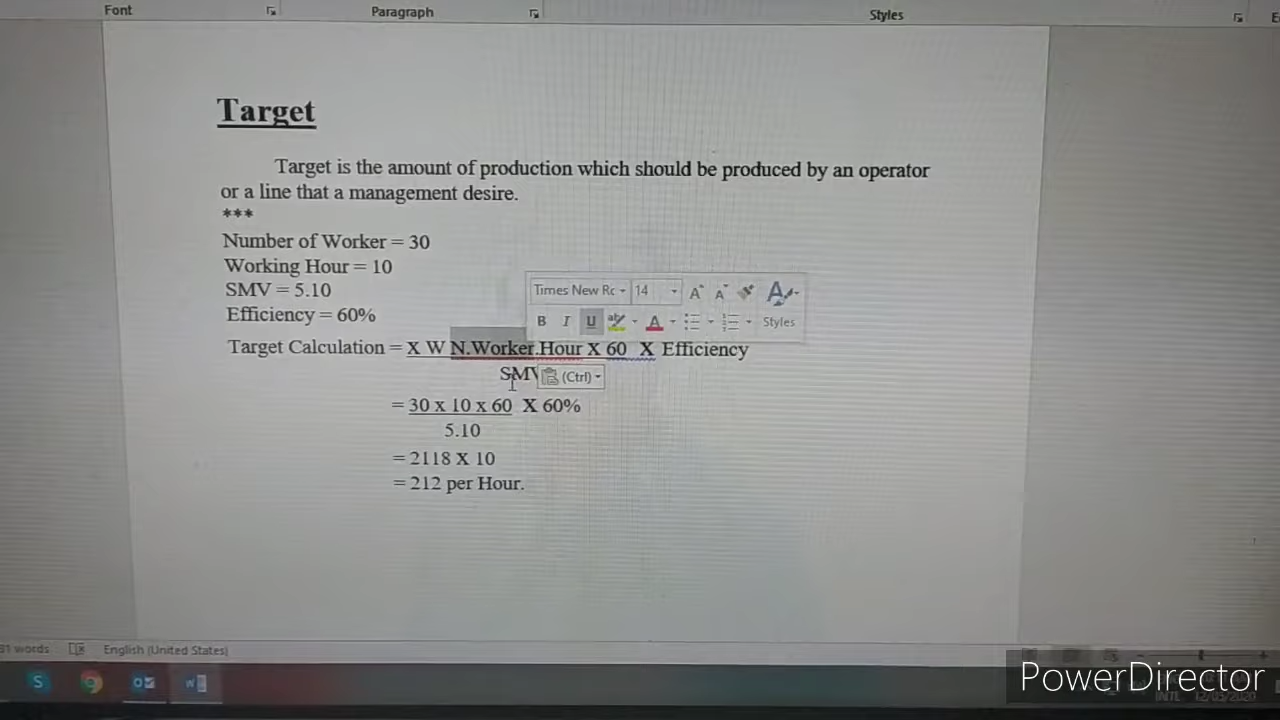 Font Paragraph Styles
Target
Target is the amount of production which should be produced by an operator
or a line that a management desire.
***
Number of Worker = 30
Working Hour = 10
SMV = 5.10
Efficiency = 60%
Times New Rc 14
B I U Styles
Target Calculation = X W N.Worker.Hour X 60 X Efficiency
SMV (Ctrl)
= 30 x 10 x 60 X 60%
5.10
= 2118 X 10
= 212 per Hour.
words English (United States)
PowerDirector